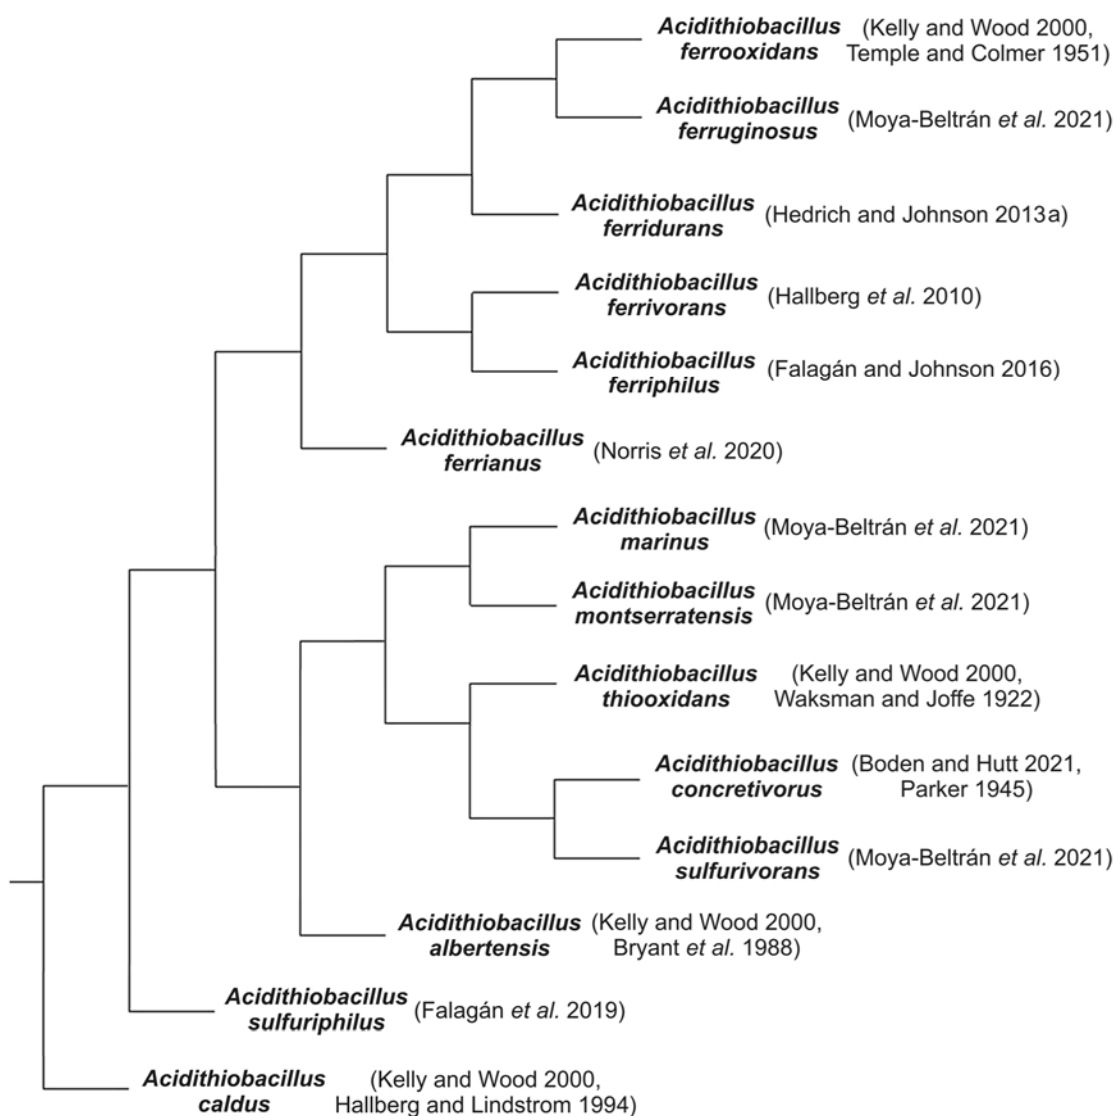 Acidithiobacillus
ferrooxidans
(Kelly and Wood 2000,
Temple and Colmer 1951)
Acidithiobacillus
ferruginosus
(Moya-Beltrán et al. 2021)
Acidithiobacillus
ferridurans
(Hedrich and Johnson 2013a)
Acidithiobacillus
ferrivorans
(Hallberg et al. 2010)
Acidithiobacillus
ferriphilus
(Falagán and Johnson 2016)
Acidithiobacillus
ferrianus
(Norris et al. 2020)
Acidithiobacillus
marinus
(Moya-Beltrán et al. 2021)
Acidithiobacillus
montserratensis
(Moya-Beltrán et al. 2021)
Acidithiobacillus
thiooxidans
(Kelly and Wood 2000,
Waksman and Joffe 1922)
Acidithiobacillus
concretivorus
(Boden and Hutt 2021,
Parker 1945)
Acidithiobacillus
sulfurivorans
(Moya-Beltrán et al. 2021)
Acidithiobacillus
albertensis
(Kelly and Wood 2000,
Bryant et al. 1988)
Acidithiobacillus
sulfuriphilus
(Falagán et al. 2019)
Acidithiobacillus
caldus
(Kelly and Wood 2000,
Hallberg and Lindstrom 1994)